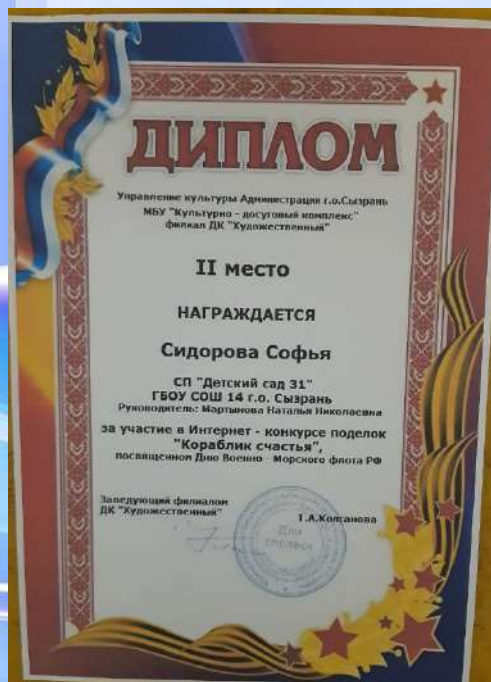 ДИПЛОМ
Управление культуры Администрации г.о.Сызрань
МБУ "Культурно - досуговый комплекс"
филиал ДК "Художественный"
II место
НАГРАЖДАЕТСЯ
Сидорова Софья
СП "Детский сад 31"
ГБОУ СОШ 14 г.о. Сызрань
Руководитель: Мартынова Наталья Николаевна
за участие в Интернет - конкурсе поделок
"Кораблик счастья",
посвященном Дню Военно - Морского флота РФ
Заведующий филиалом
ДК "Художественный"
Т.А.Колганова
Для
справок